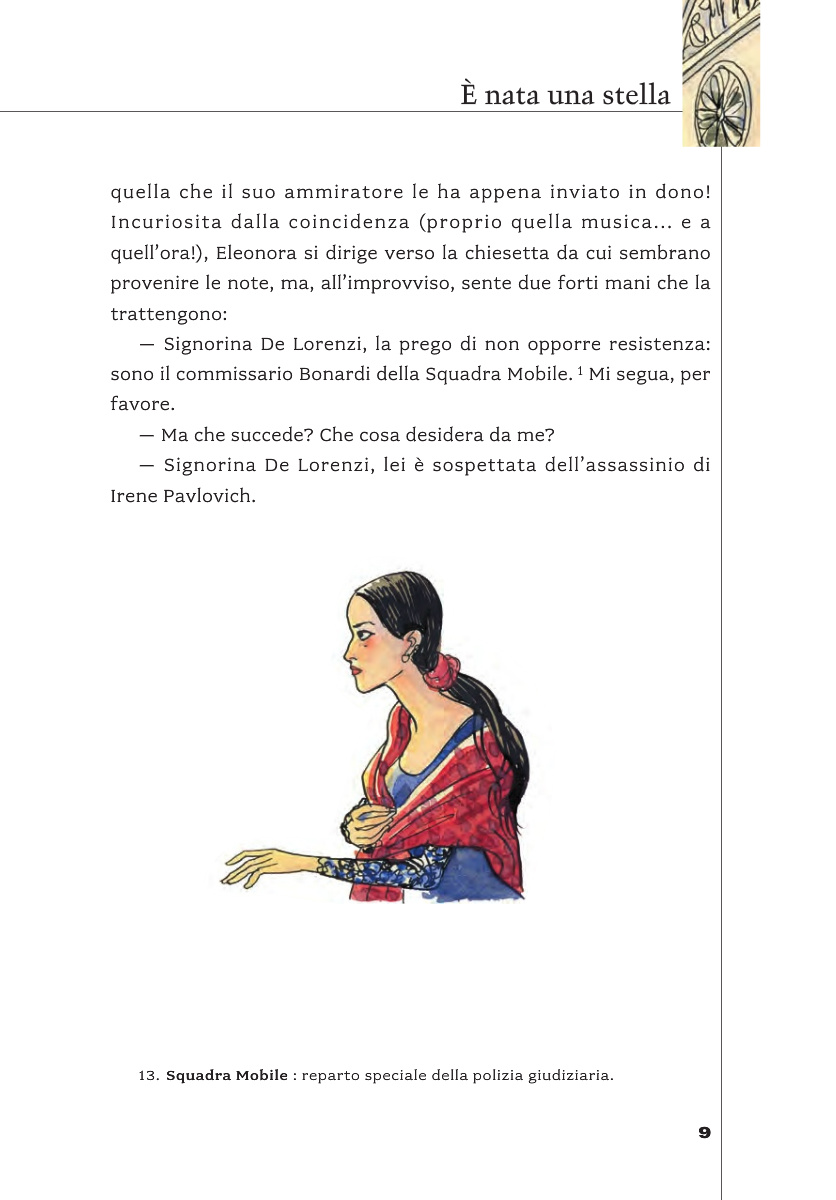 È nata una stella
quella che il suo ammiratore le ha appena inviato in dono!
Incuriosita dalla coincidenza (proprio quella musica... e a
quell'ora!), Eleonora si dirige verso la chiesetta da cui sembrano
provenire le note, ma, all'improvviso, sente due forti mani che la
trattengono:
— Signorina De Lorenzi, la prego di non opporre resistenza:
sono il commissario Bonardi della Squadra Mobile. ¹ Mi segua, per
favore.
— Ma che succede? Che cosa desidera da me?
— Signorina De Lorenzi, lei è sospettata dell'assassinio di
Irene Pavlovich.
13. Squadra Mobile : reparto speciale della polizia giudiziaria.
9